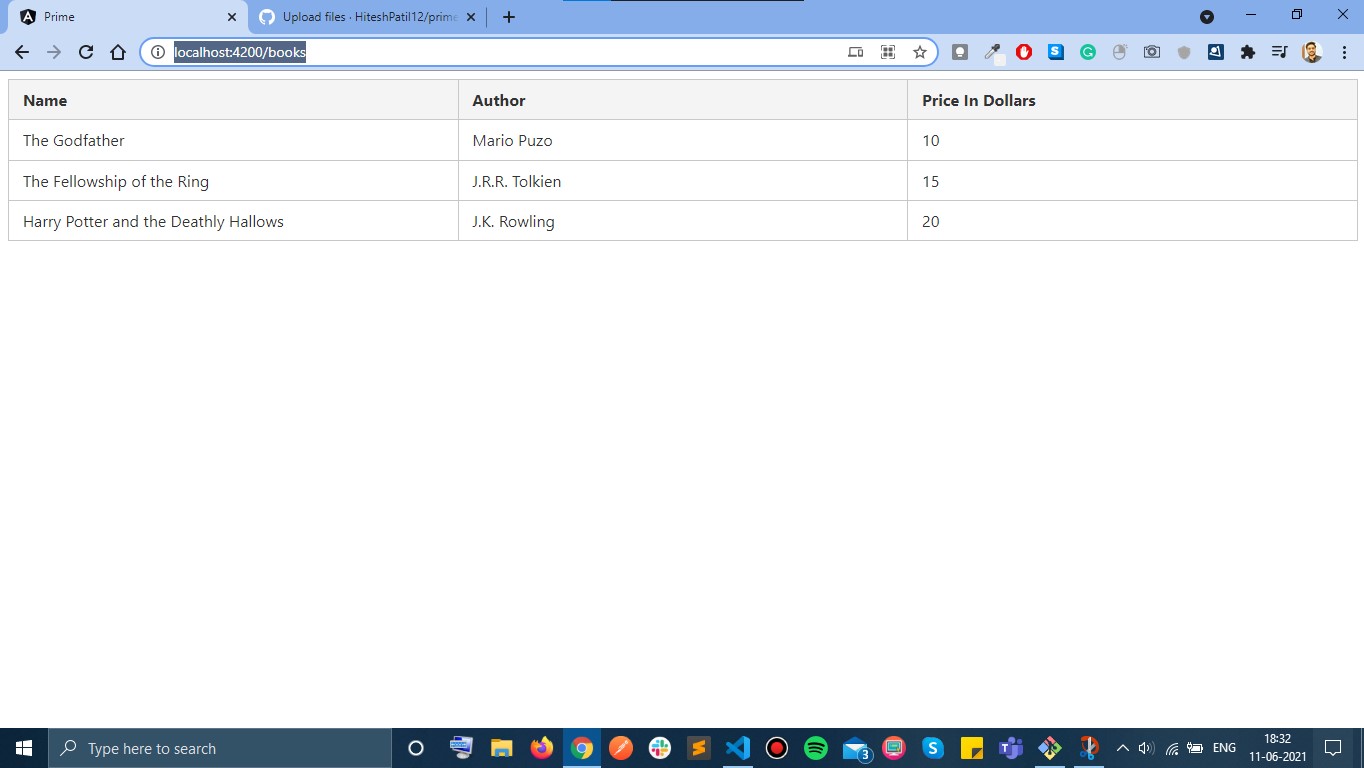 Prime
Upload files · HiteshPatil12/prime
localhost:4200/books
Name Author Price In Dollars
The Godfather Mario Puzo 10
The Fellowship of the Ring J.R.R. Tolkien 15
Harry Potter and the Deathly Hallows J.K. Rowling 20
Type here to search 3 ENG 18:32
11-06-2021